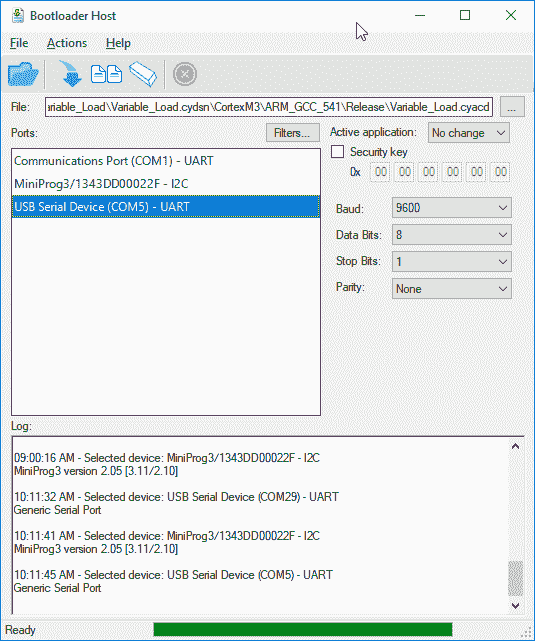 Bootloader Host
File Actions Help
File: ıriable_Load\Variable_Load.cydsn\CortexM3\ARM_GCC_541\Release\Variable_Load.cyacd ...
Ports: Filters... Active application: No change
Security key
0x 00 00 00 00 00 00
Communications Port (COM1) - UART
MiniProg3/1343DD00022F - I2C
USB Serial Device (COM5) - UART
Baud: 9600
Data Bits: 8
Stop Bits: 1
Parity: None
Log:
09:00:16 AM - Selected device: MiniProg3/1343DD00022F - I2C
MiniProg3 version 2.05 [3.11/2.10]
10:11:32 AM - Selected device: USB Serial Device (COM29) - UART
Generic Serial Port
10:11:41 AM - Selected device: MiniProg3/1343DD00022F - I2C
MiniProg3 version 2.05 [3.11/2.10]
10:11:45 AM - Selected device: USB Serial Device (COM5) - UART
Generic Serial Port
Ready